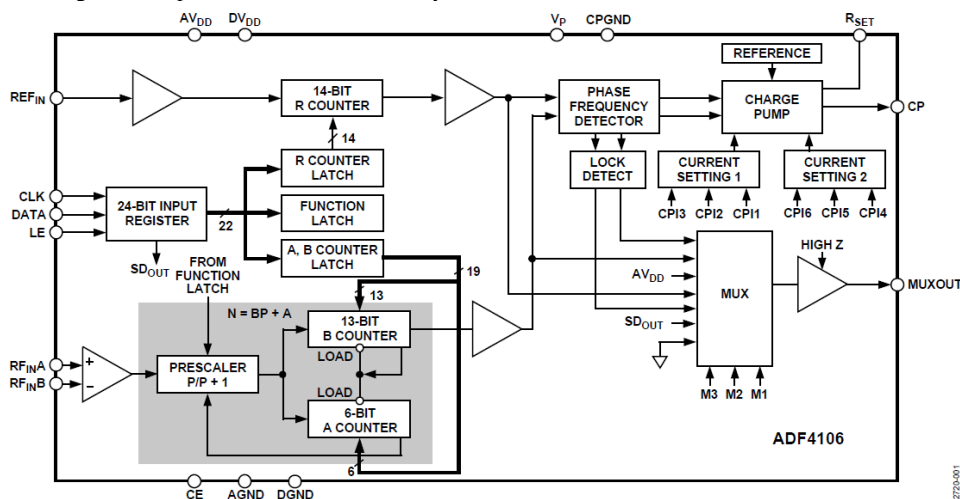 AVDD DVDD VP CPGND RSET
REFERENCE
REFIN
14-BIT
R COUNTER
PHASE
FREQUENCY
DETECTOR
CHARGE
PUMP
CP
14
R COUNTER
LATCH
LOCK
DETECT
CURRENT
SETTING 1
CURRENT
SETTING 2
CLK
DATA
LE
24-BIT INPUT
REGISTER
22
FUNCTION
LATCH
CPI3 CPI2 CPI1
CPI6 CPI5 CPI4
SDOUT
A, B COUNTER
LATCH
FROM
FUNCTION
LATCH
19
13
HIGH Z
AVDD
MUX
MUXOUT
SDOUT
N = BP + A
13-BIT
B COUNTER
LOAD
RFINA
RFINB
+
−
PRESCALER
P/P + 1
LOAD
6-BIT
A COUNTER
M3 M2 M1
6
ADF4106
CE AGND DGND
2720-001